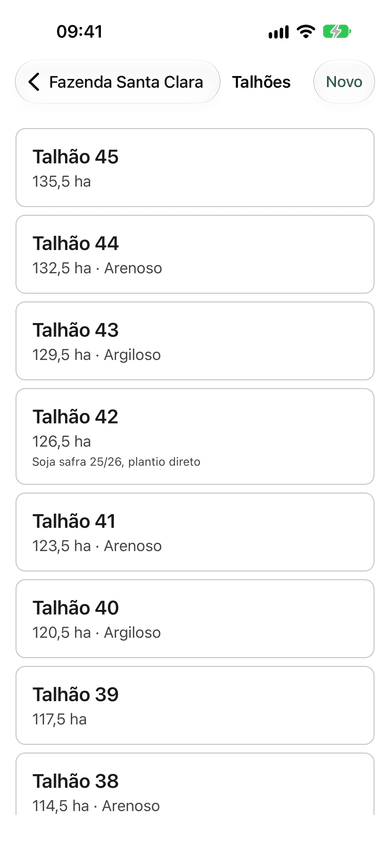 09:41
Fazenda Santa Clara Talhões Novo
Talhão 45
135,5 ha
Talhão 44
132,5 ha · Arenoso
Talhão 43
129,5 ha · Argiloso
Talhão 42
126,5 ha
Soja safra 25/26, plantio direto
Talhão 41
123,5 ha · Arenoso
Talhão 40
120,5 ha · Argiloso
Talhão 39
117,5 ha
Talhão 38
114,5 ha · Arenoso